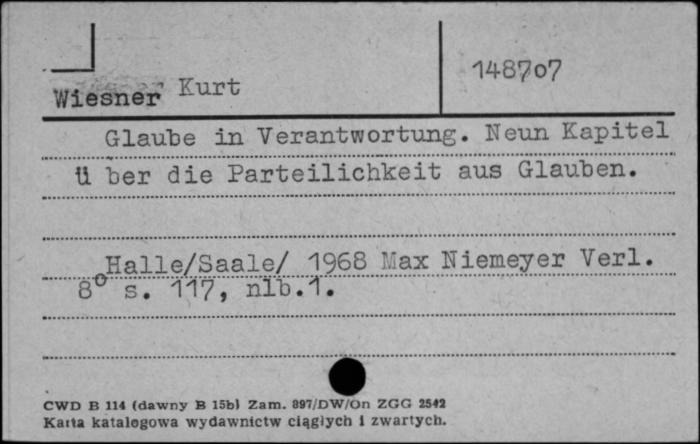 148707
Wiesner Kurt
Glaube in Verantwortung. Neun Kapitel
ü ber die Parteilichkeit aus Glauben.
Halle/Saale/ 1968 Max Niemeyer Verl.
8° s. 117, nlb.1.
CWD B 114 (dawny B 15b) Zam. 897/DW/On ZGG 2542
Karta katalogowa wydawnictw ciągłych i zwartych.